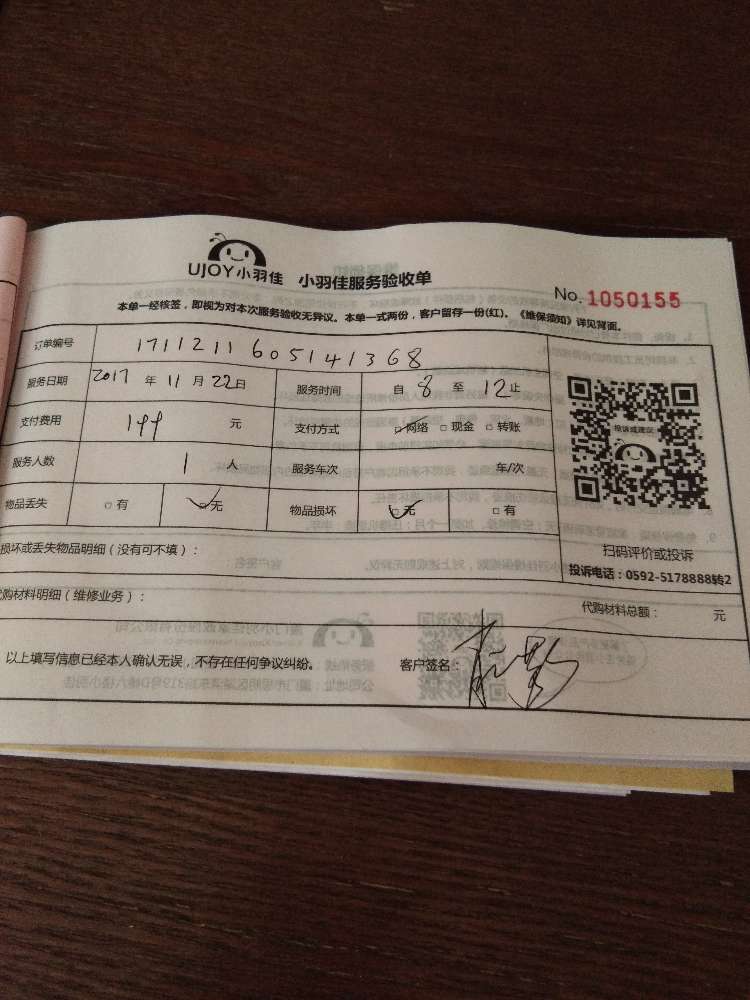 UJOY小羽佳 小羽佳服务验收单
No. 1050155
本单一经核签，即视为对本次服务验收无异议。本单一式两份，客户留存一份(红)。《维保须知》详见背面。
订单编号 1711211605141368
服务日期 2017 年 11 月 22 日 服务时间 自 8 至 12 止
支付费用 144 元 支付方式 □网络 □现金 □转账
服务人数 1 人 服务车次 年/次
物品丢失 □有 □无 物品损坏 □无 □有
投诉或建议
扫码评价或投诉
投诉电话：0592-5178888转2
损坏或丢失物品明细（没有可不填）：
代购材料明细（维修业务）： 代购材料总额： 元
以上填写信息已经本人确认无误，不存在任何争议纠纷。 客户签名：